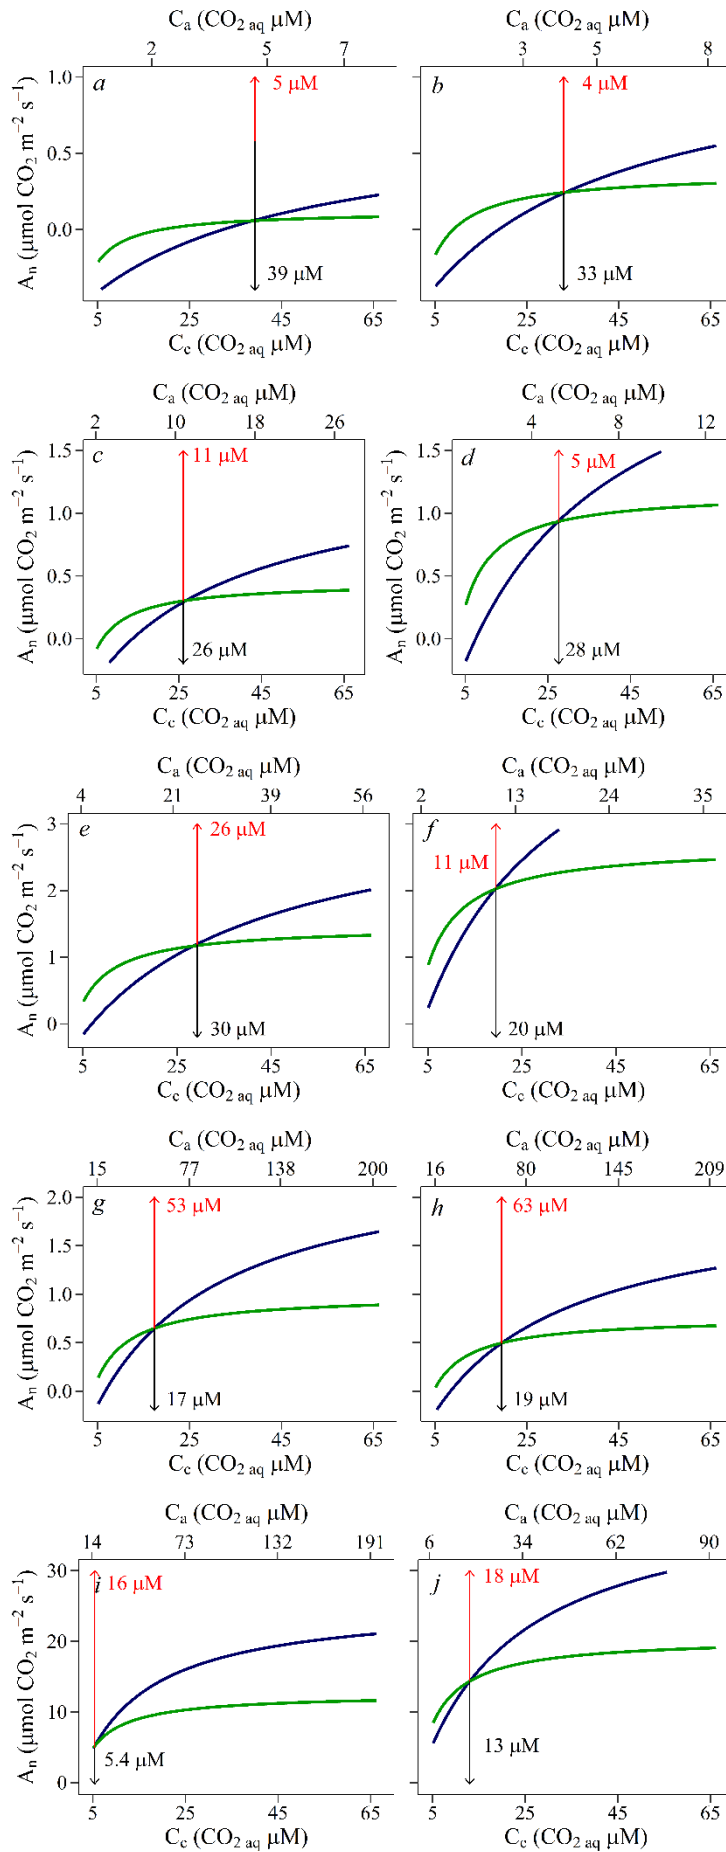 Cₐ (CO₂ ₐq μM)
2 5 7
a
5 μM
39 μM
1.0
0.5
0.0
Aₙ (μmol CO₂ m⁻² s⁻¹)
5 25 45 65
C꜀ (CO₂ ₐq μM)
Cₐ (CO₂ ₐq μM)
3 5 8
b
4 μM
33 μM
5 25 45 65
C꜀ (CO₂ ₐq μM)
Cₐ (CO₂ ₐq μM)
2 10 18 26
c
11 μM
26 μM
1.5
1.0
0.5
0.0
Aₙ (μmol CO₂ m⁻² s⁻¹)
5 25 45 65
C꜀ (CO₂ ₐq μM)
Cₐ (CO₂ ₐq μM)
4 8 12
d
5 μM
28 μM
1.5
1.0
0.5
0.0
Aₙ (μmol CO₂ m⁻² s⁻¹)
5 25 45 65
C꜀ (CO₂ ₐq μM)
Cₐ (CO₂ ₐq μM)
4 21 39 56
e
26 μM
30 μM
3
2
1
0
Aₙ (μmol CO₂ m⁻² s⁻¹)
5 25 45 65
C꜀ (CO₂ ₐq μM)
Cₐ (CO₂ ₐq μM)
2 13 24 35
f
11 μM
20 μM
5 25 45 65
C꜀ (CO₂ ₐq μM)
Cₐ (CO₂ ₐq μM)
15 77 138 200
g
53 μM
17 μM
2.0
1.5
1.0
0.5
0.0
Aₙ (μmol CO₂ m⁻² s⁻¹)
5 25 45 65
C꜀ (CO₂ ₐq μM)
Cₐ (CO₂ ₐq μM)
16 80 145 209
h
63 μM
19 μM
5 25 45 65
C꜀ (CO₂ ₐq μM)
Cₐ (CO₂ ₐq μM)
14 73 132 191
i
16 μM
5.4 μM
30
20
10
0
Aₙ (μmol CO₂ m⁻² s⁻¹)
5 25 45 65
C꜀ (CO₂ ₐq μM)
Cₐ (CO₂ ₐq μM)
6 34 62 90
j
18 μM
13 μM
5 25 45 65
C꜀ (CO₂ ₐq μM)